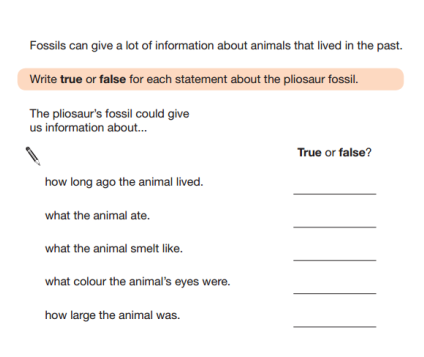 Fossils can give a lot of information about animals that lived in the past.
Write true or false for each statement about the pliosaur fossil.
The pliosaur's fossil could give
us information about...
True or false?
how long ago the animal lived.
what the animal ate.
what the animal smelt like.
what colour the animal's eyes were.
how large the animal was.